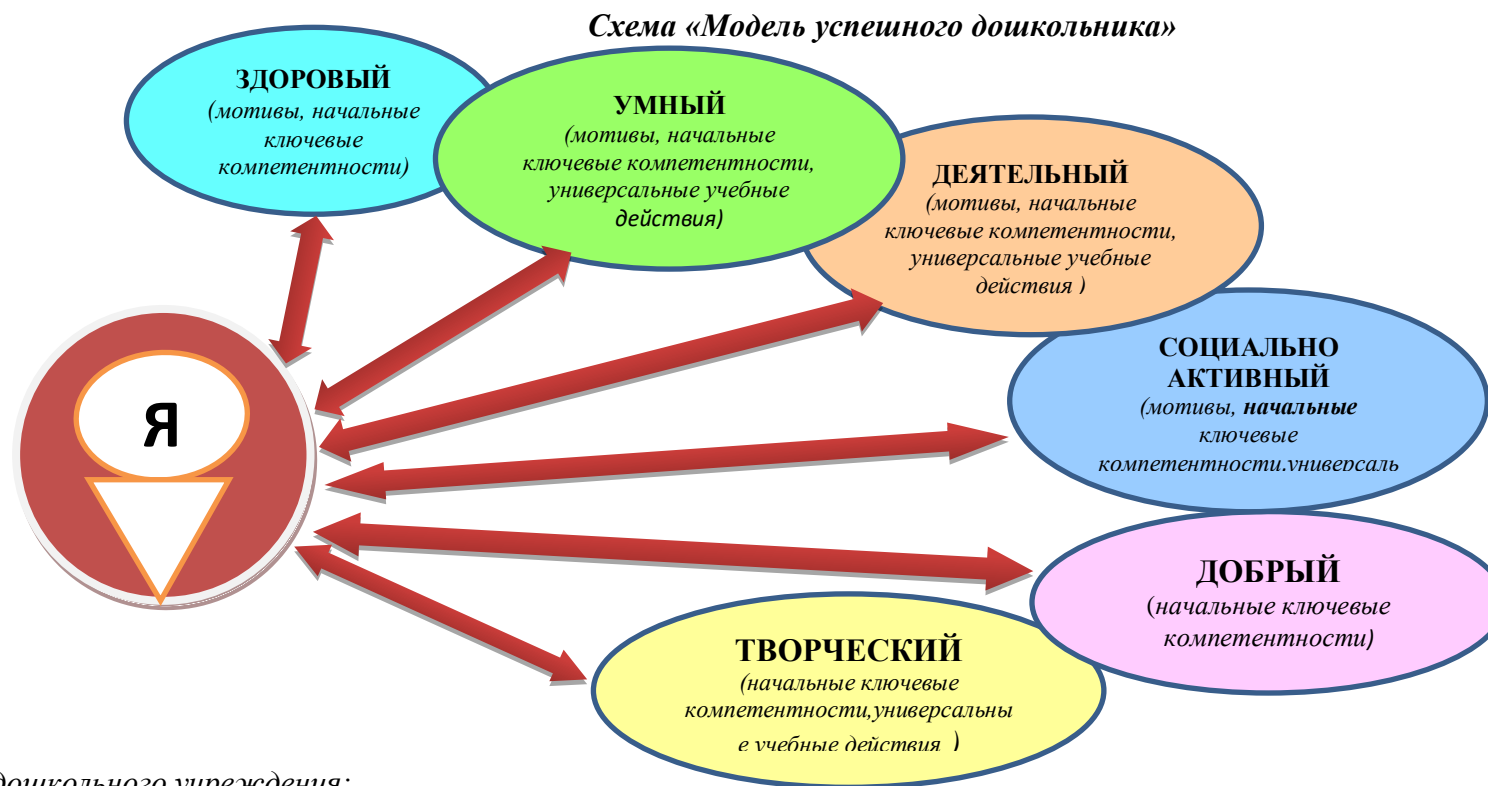 Схема «Модель успешного дошкольника»
ЗДОРОВЫЙ
(мотивы, начальные
ключевые
компетентности)
УМНЫЙ
(мотивы, начальные
ключевые компетентности,
универсальные учебные
действия)
ДЕЯТЕЛЬНЫЙ
(мотивы, начальные
ключевые компетентности,
универсальные учебные
действия )
СОЦИАЛЬНО
АКТИВНЫЙ
(мотивы, начальные
ключевые
компетентности,универсаль
Я
ДОБРЫЙ
(начальные ключевые
компетентности)
ТВОРЧЕСКИЙ
(начальные ключевые
компетентности,универсальны
е учебные действия )
дошкольного учреждения: